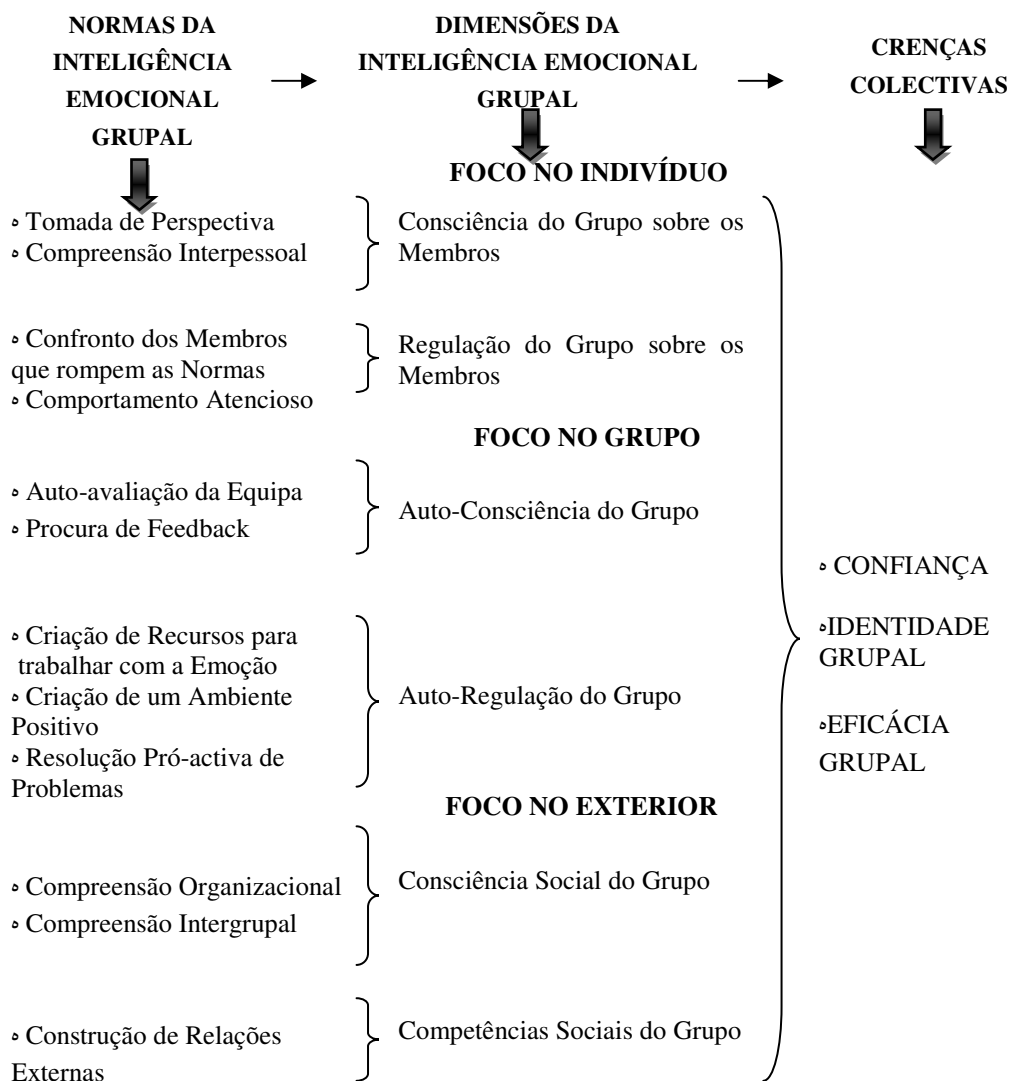 NORMAS DA
INTELIGÊNCIA
EMOCIONAL
GRUPAL
DIMENSÕES DA
INTELIGÊNCIA EMOCIONAL
GRUPAL
CRENÇAS
COLECTIVAS
FOCO NO INDIVÍDUO
• Tomada de Perspectiva
• Compreensão Interpessoal
Consciência do Grupo sobre os
Membros
• Confronto dos Membros
que rompem as Normas
• Comportamento Atencioso
Regulação do Grupo sobre os
Membros
FOCO NO GRUPO
• Auto-avaliação da Equipa
• Procura de Feedback
Auto-Consciência do Grupo
• Criação de Recursos para
trabalhar com a Emoção
• Criação de um Ambiente
Positivo
• Resolução Pró-activa de
Problemas
Auto-Regulação do Grupo
FOCO NO EXTERIOR
• Compreensão Organizacional
• Compreensão Intergrupal
Consciência Social do Grupo
• Construção de Relações
Externas
Competências Sociais do Grupo
• CONFIANÇA
•IDENTIDADE
GRUPAL
•EFICÁCIA
GRUPAL